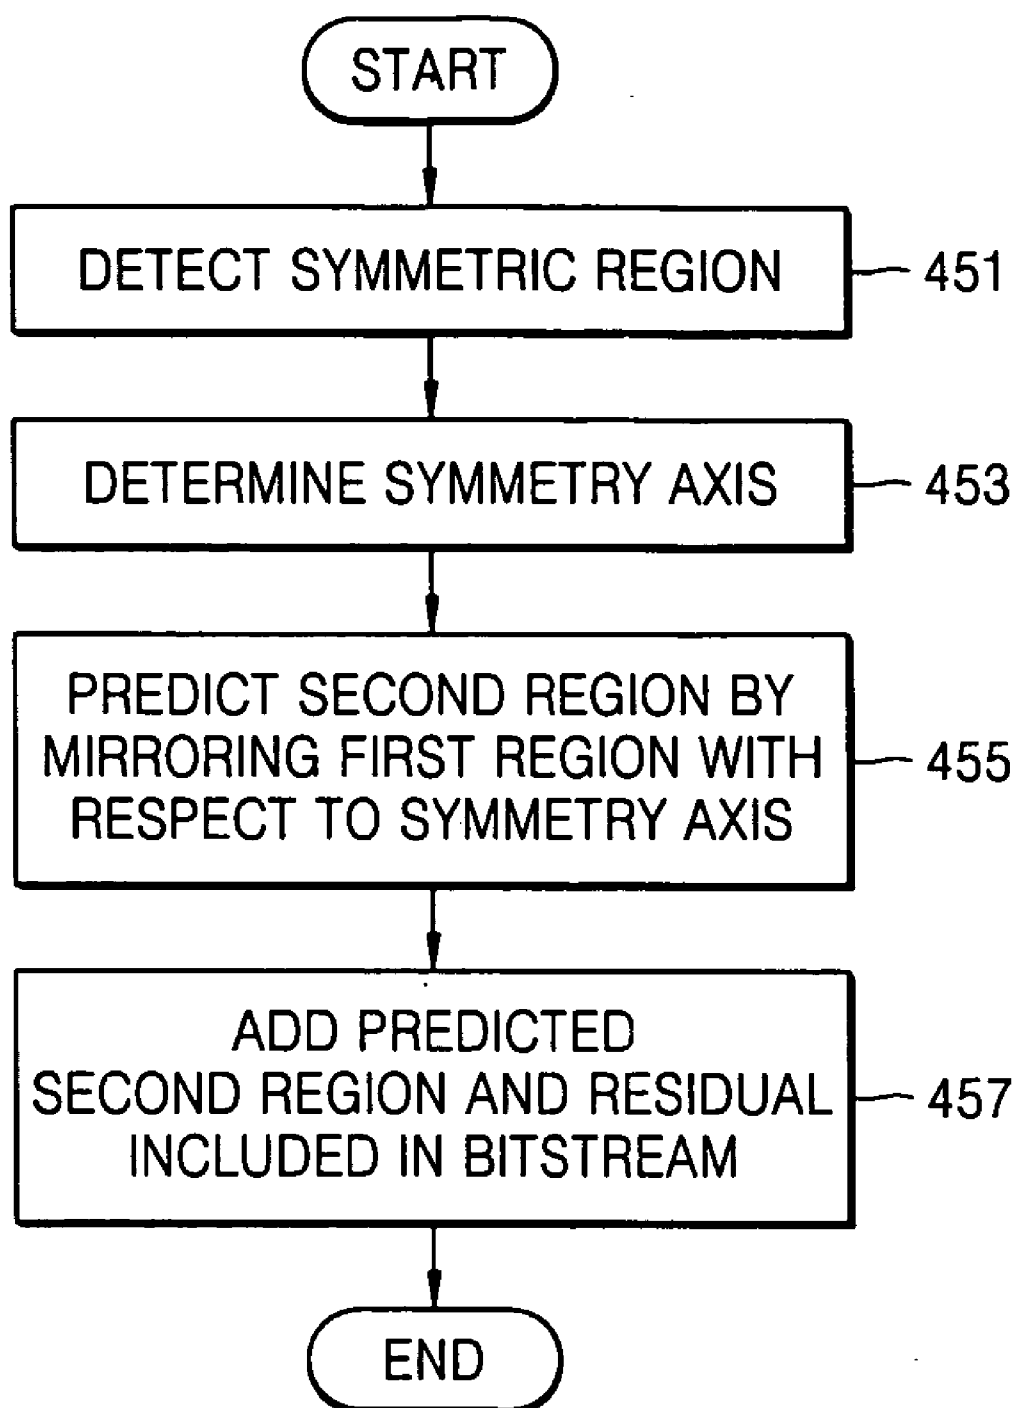 START
DETECT SYMMETRIC REGION
451
DETERMINE SYMMETRY AXIS
453
PREDICT SECOND REGION BY
MIRRORING FIRST REGION WITH
RESPECT TO SYMMETRY AXIS
455
ADD PREDICTED
SECOND REGION AND RESIDUAL
INCLUDED IN BITSTREAM
457
END